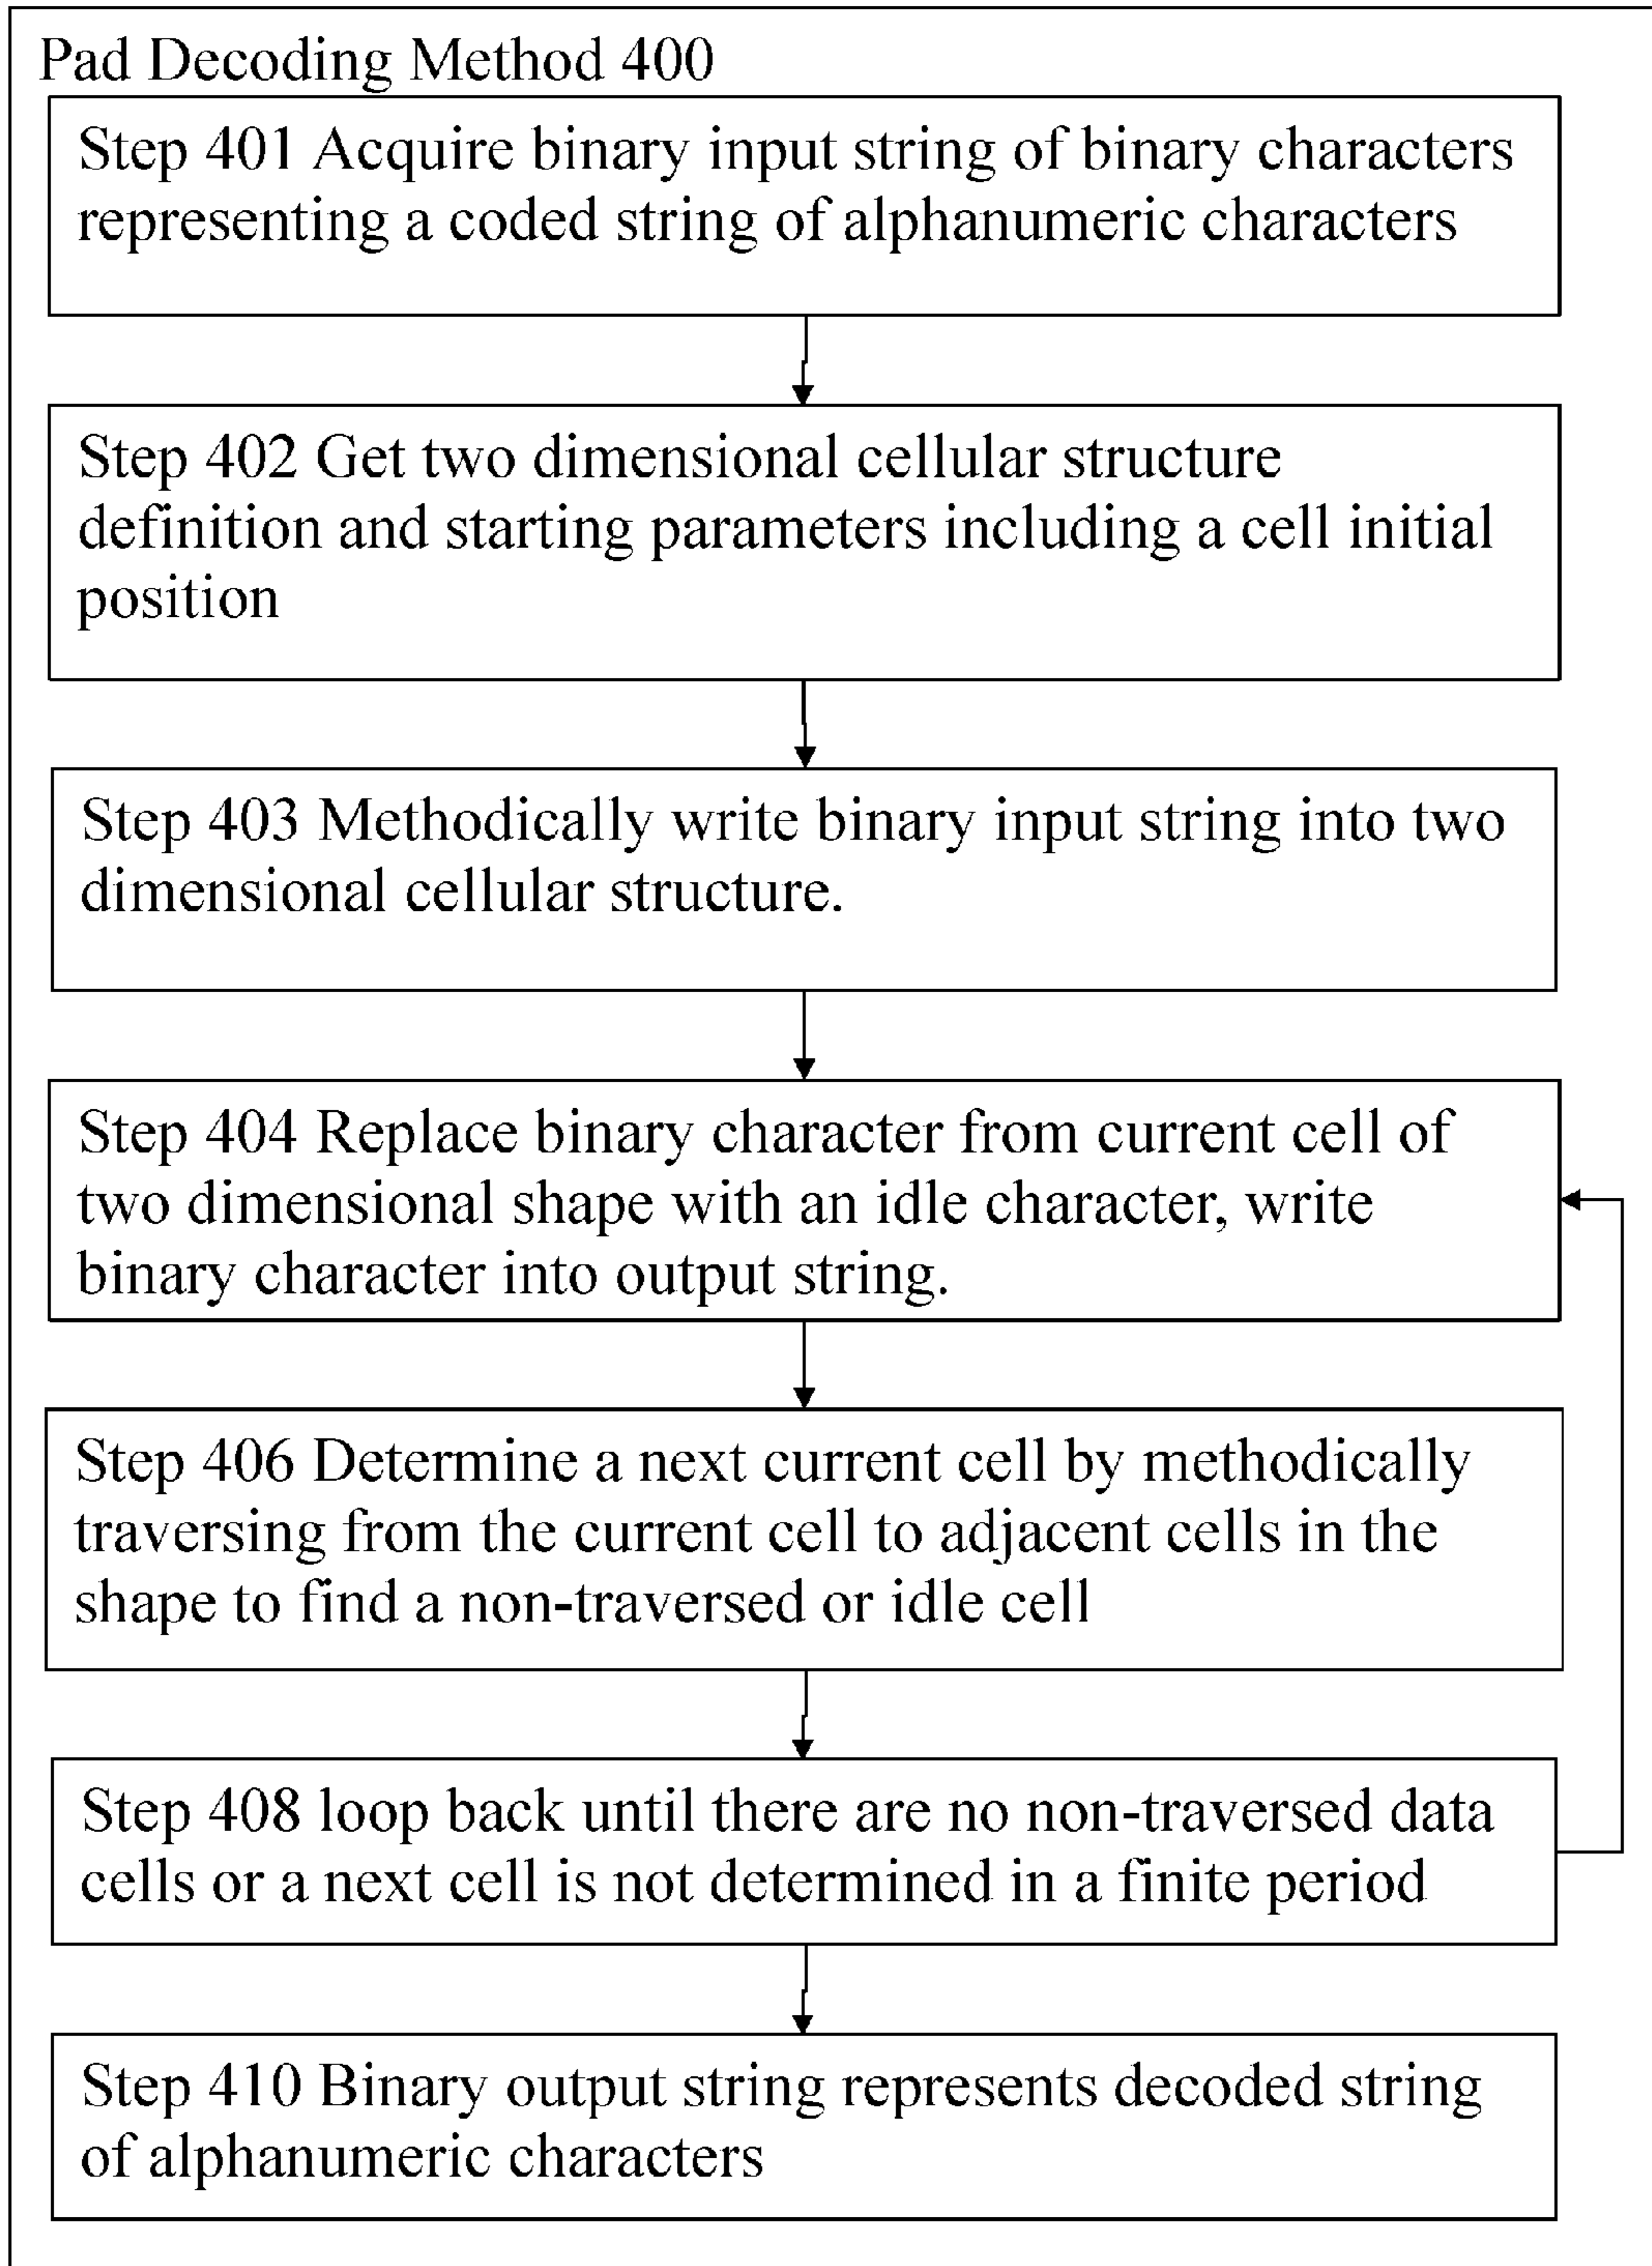 Pad Decoding Method 400
Step 401 Acquire binary input string of binary characters
representing a coded string of alphanumeric characters
Step 402 Get two dimensional cellular structure
definition and starting parameters including a cell initial
position
Step 403 Methodically write binary input string into two
dimensional cellular structure.
Step 404 Replace binary character from current cell of
two dimensional shape with an idle character, write
binary character into output string.
Step 406 Determine a next current cell by methodically
traversing from the current cell to adjacent cells in the
shape to find a non-traversed or idle cell
Step 408 loop back until there are no non-traversed data
cells or a next cell is not determined in a finite period
Step 410 Binary output string represents decoded string
of alphanumeric characters